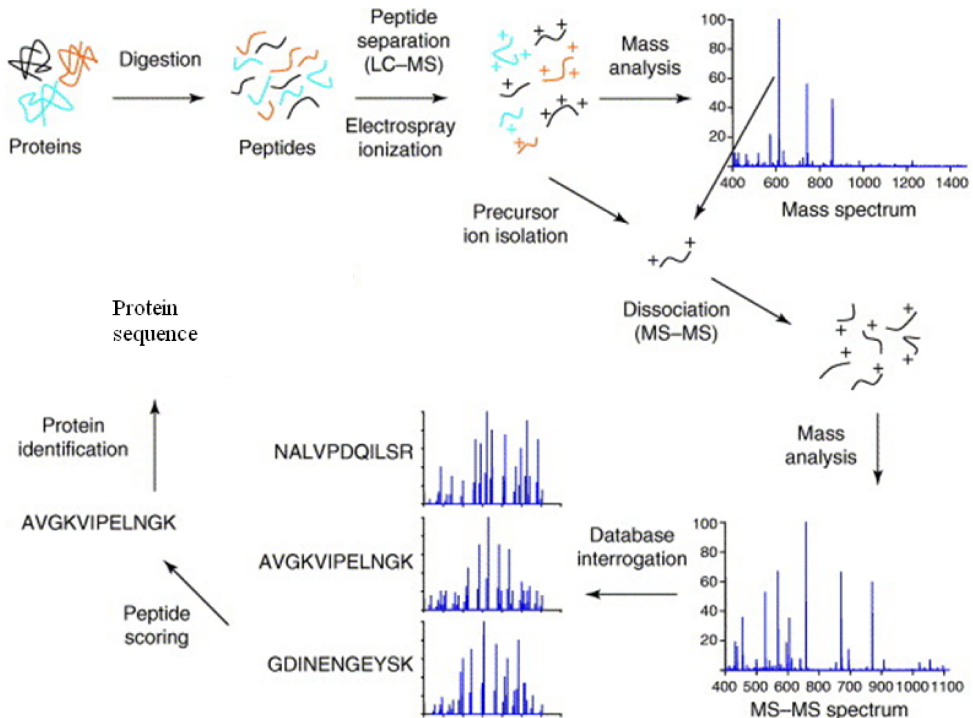 Proteins
Digestion
Peptides
Peptide
separation
(LC–MS)
Electrospray
ionization
+ + + + + + + + + + + +
Mass
analysis
100
80
60
40
20
400 600 800 1000 1200 1400
Mass spectrum
Precursor
ion isolation
+ +
Dissociation
(MS–MS)
+ + + + + +
Mass
analysis
100
80
60
40
20
400 500 600 700 800 900 1000 1100
MS–MS spectrum
Database
interrogation
NALVPDQILSR
AVGKVIPELNGK
GDINENGEYSK
Peptide
scoring
AVGKVIPELNGK
Protein
identification
Protein
sequence